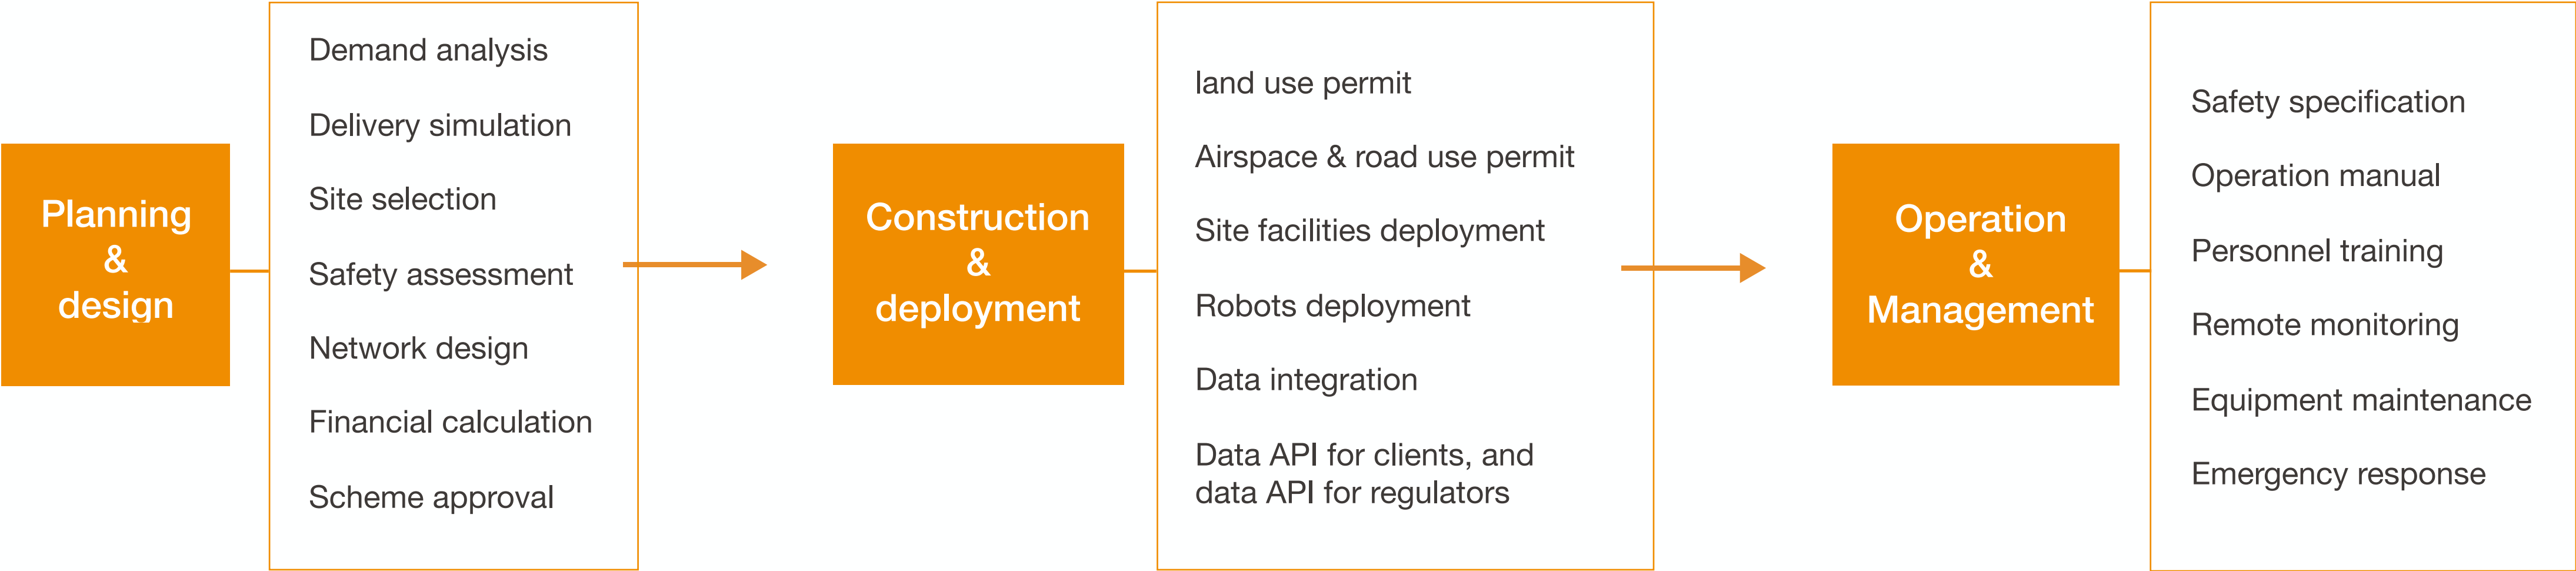 Planning
&
design
Demand analysis
Delivery simulation
Site selection
Safety assessment
Network design
Financial calculation
Scheme approval
Construction
&
deployment
land use permit
Airspace & road use permit
Site facilities deployment
Robots deployment
Data integration
Data API for clients, and
data API for regulators
Operation
&
Management
Safety specification
Operation manual
Personnel training
Remote monitoring
Equipment maintenance
Emergency response